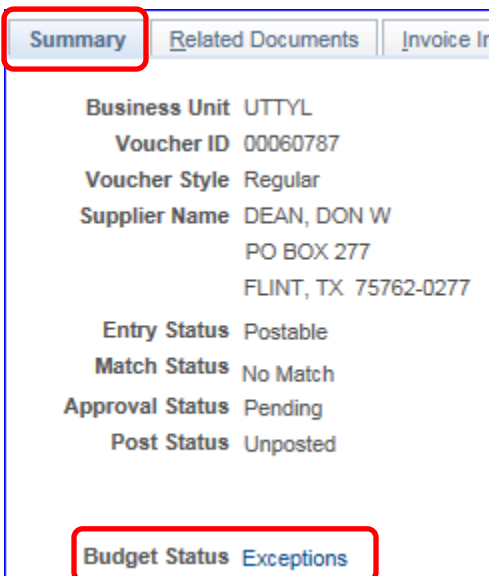 Summary Related Documents Invoice
Business Unit UTTYL
Voucher ID 00060787
Voucher Style Regular
Supplier Name DEAN, DON W
PO BOX 277
FLINT, TX 75762-0277
Entry Status Postable
Match Status No Match
Approval Status Pending
Post Status Unposted
Budget Status Exceptions